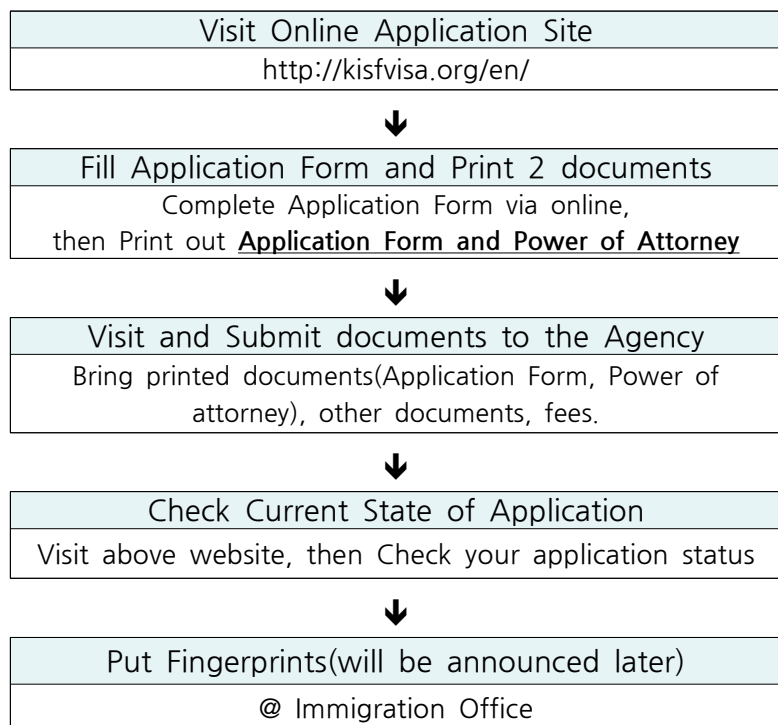 Visit Online Application Site
http://kisfvisa.org/en/
↓
Fill Application Form and Print 2 documents
Complete Application Form via online,
then Print out Application Form and Power of Attorney
↓
Visit and Submit documents to the Agency
Bring printed documents(Application Form, Power of
attorney), other documents, fees.
↓
Check Current State of Application
Visit above website, then Check your application status
↓
Put Fingerprints(will be announced later)
@ Immigration Office